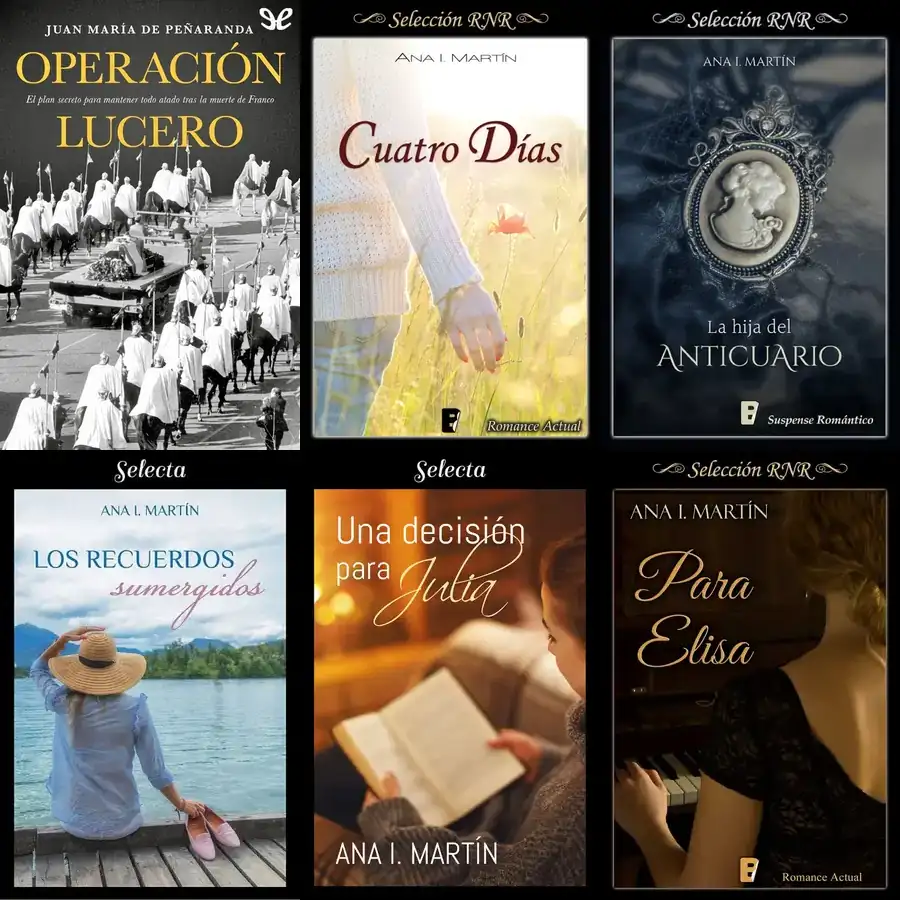 JUAN MARÍA DE PEÑARANDA
OPERACIÓN
El plan secreto para mantener todo atado tras la muerte de Franco
LUCERO
Selección RNR
ANA I. MARTÍN
Cuatro Días
Romance Actual
Selección RNR
ANA I. MARTÍN
La hija del
ANTICUARIO
B
Suspense Romántico
Selecta
ANA I. MARTÍN
LOS RECUERDOS
sumergidos
Selecta
Una decisión
para Julia
ANA I. MARTÍN
Selección RNR
ANA I. MARTÍN
Para
Elisa
B
Romance Actual